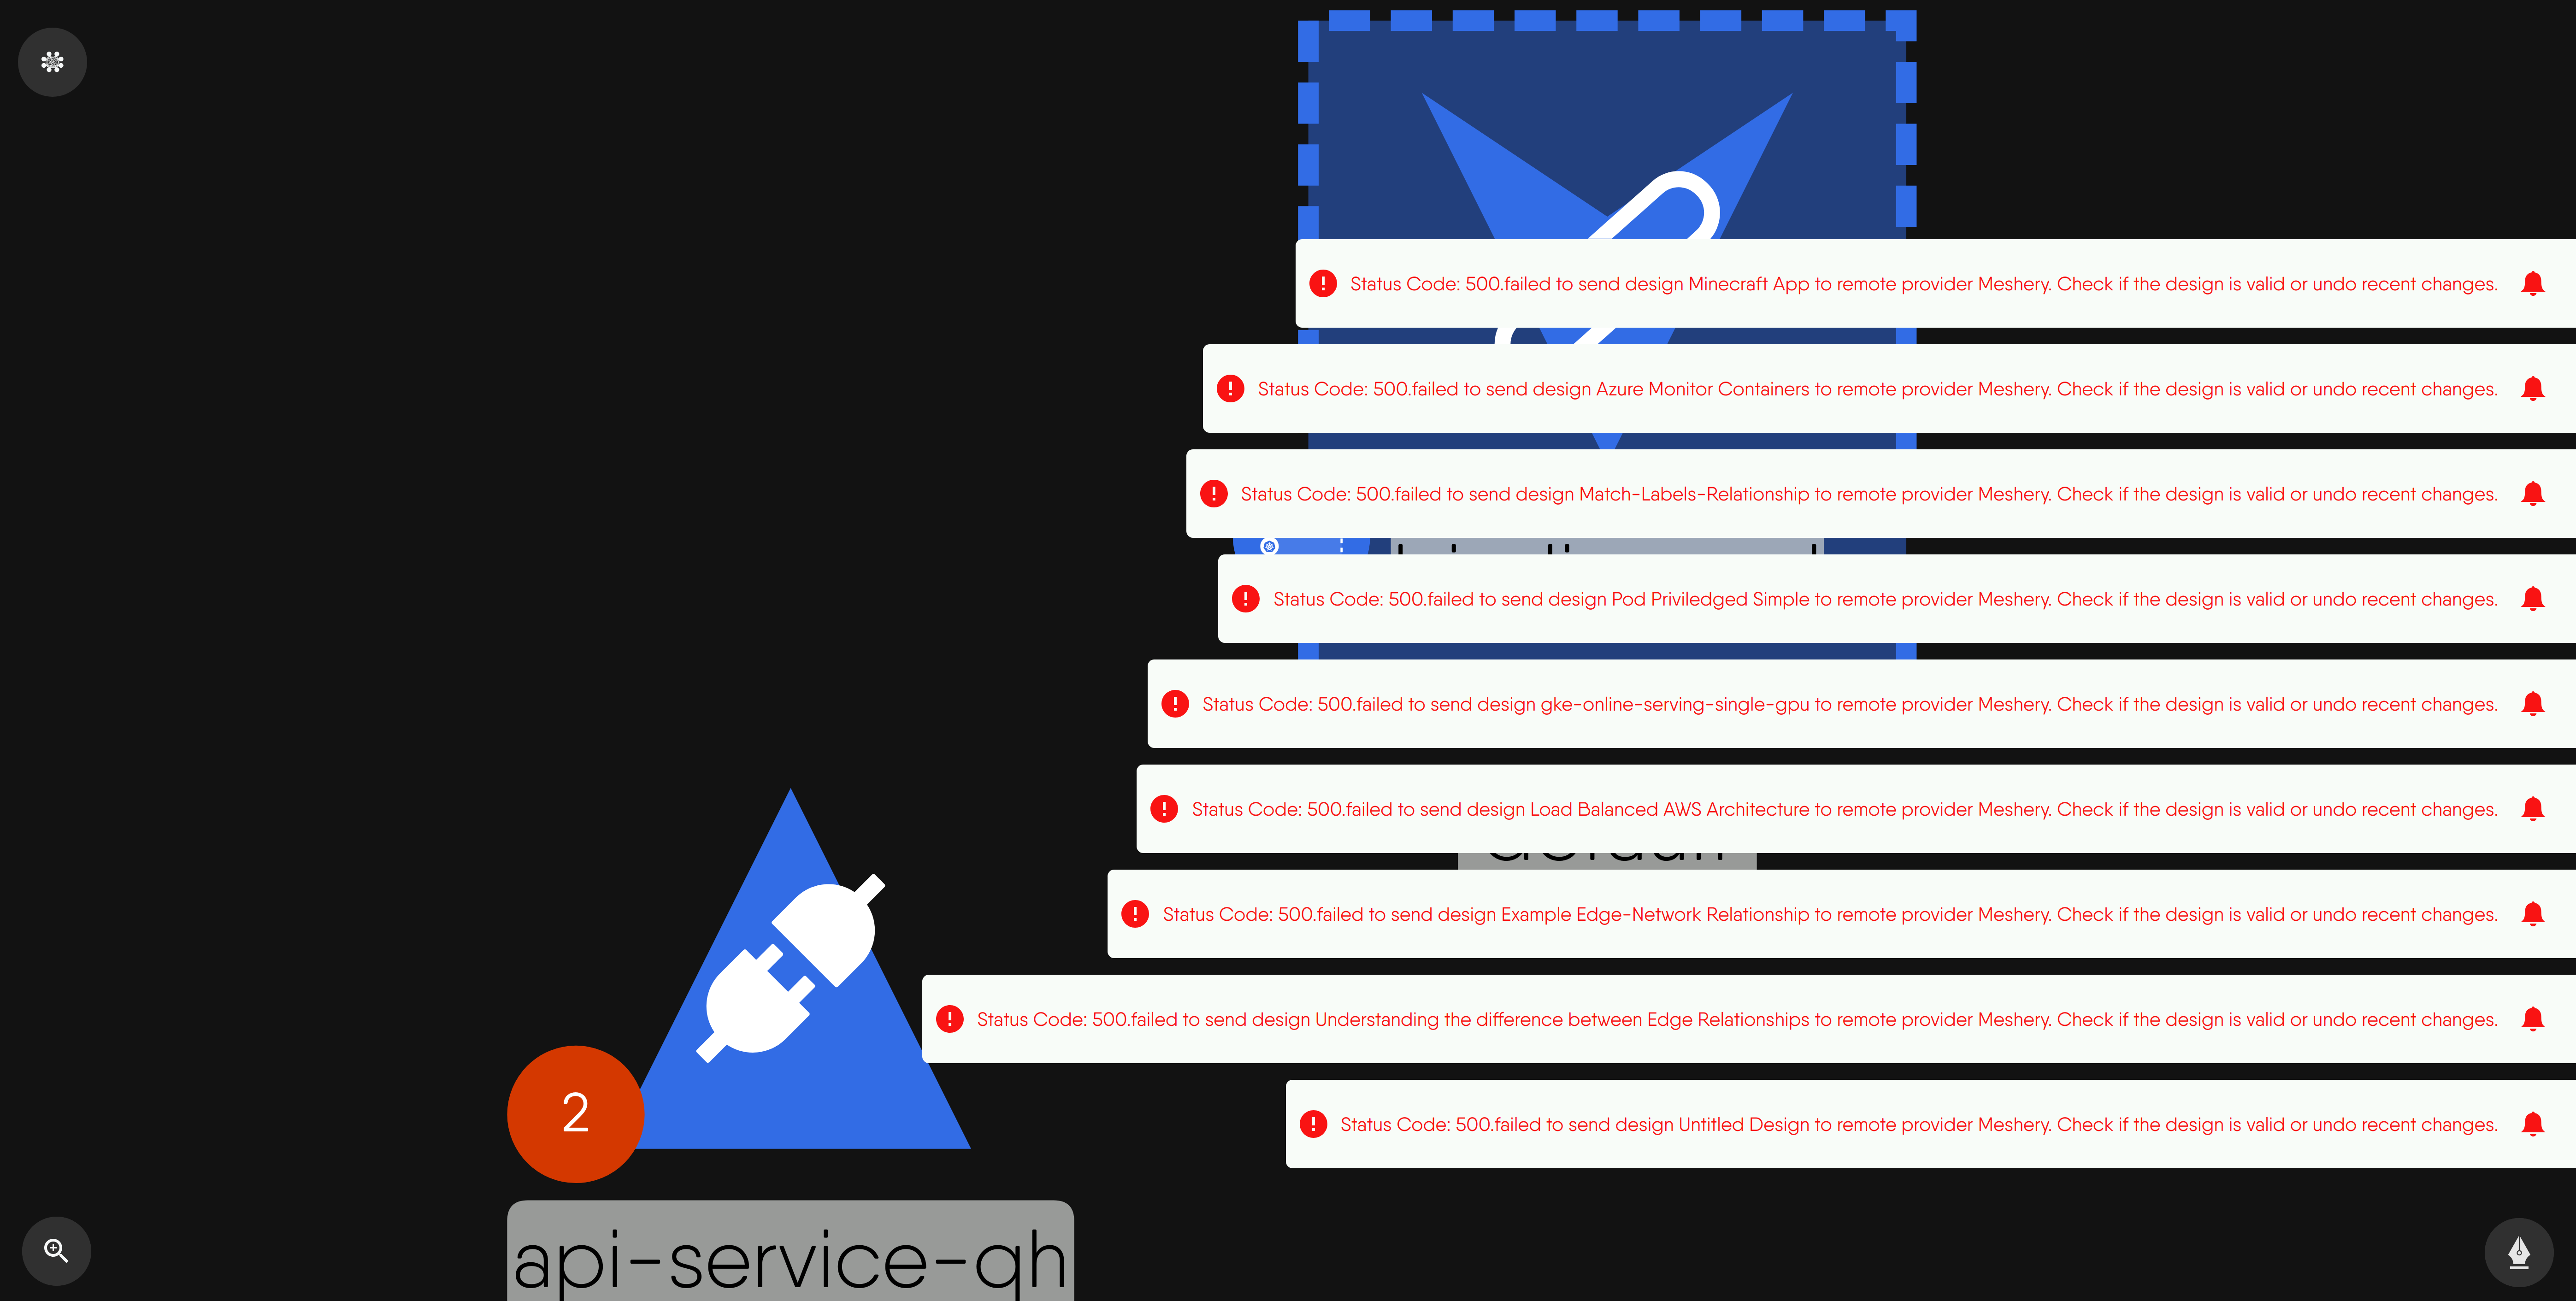 Status Code: 500.failed to send design Minecraft App to remote provider Meshery. Check if the design is valid or undo recent changes.
Status Code: 500.failed to send design Azure Monitor Containers to remote provider Meshery. Check if the design is valid or undo recent changes.
Status Code: 500.failed to send design Match-Labels-Relationship to remote provider Meshery. Check if the design is valid or undo recent changes.
Status Code: 500.failed to send design Pod Priviledged Simple to remote provider Meshery. Check if the design is valid or undo recent changes.
Status Code: 500.failed to send design gke-online-serving-single-gpu to remote provider Meshery. Check if the design is valid or undo recent changes.
Status Code: 500.failed to send design Load Balanced AWS Architecture to remote provider Meshery. Check if the design is valid or undo recent changes.
Status Code: 500.failed to send design Example Edge-Network Relationship to remote provider Meshery. Check if the design is valid or undo recent changes.
Status Code: 500.failed to send design Understanding the difference between Edge Relationships to remote provider Meshery. Check if the design is valid or undo recent changes.
Status Code: 500.failed to send design Untitled Design to remote provider Meshery. Check if the design is valid or undo recent changes.
2
api-service-qh